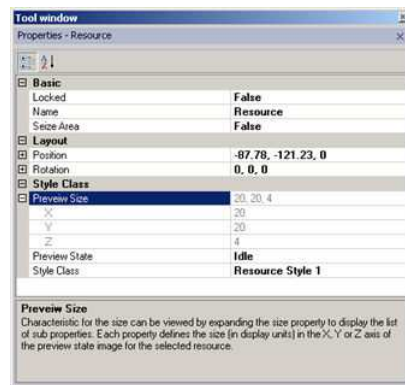 Tool window
Properties - Resource
Basic
Locked False
Name Resource
Seize Area False
Layout
Position -87.78, -121.23, 0
Rotation 0, 0, 0
Style Class
Preveiw Size 20, 20, 4
X 20
Y 20
Z 4
Preview State Idle
Style Class Resource Style 1
Preveiw Size
Characteristic for the size can be viewed by expanding the size property to display the list
of sub properties. Each property defines the size (in display units) in the X, Y or Z axis of
the preview state image for the selected resource.